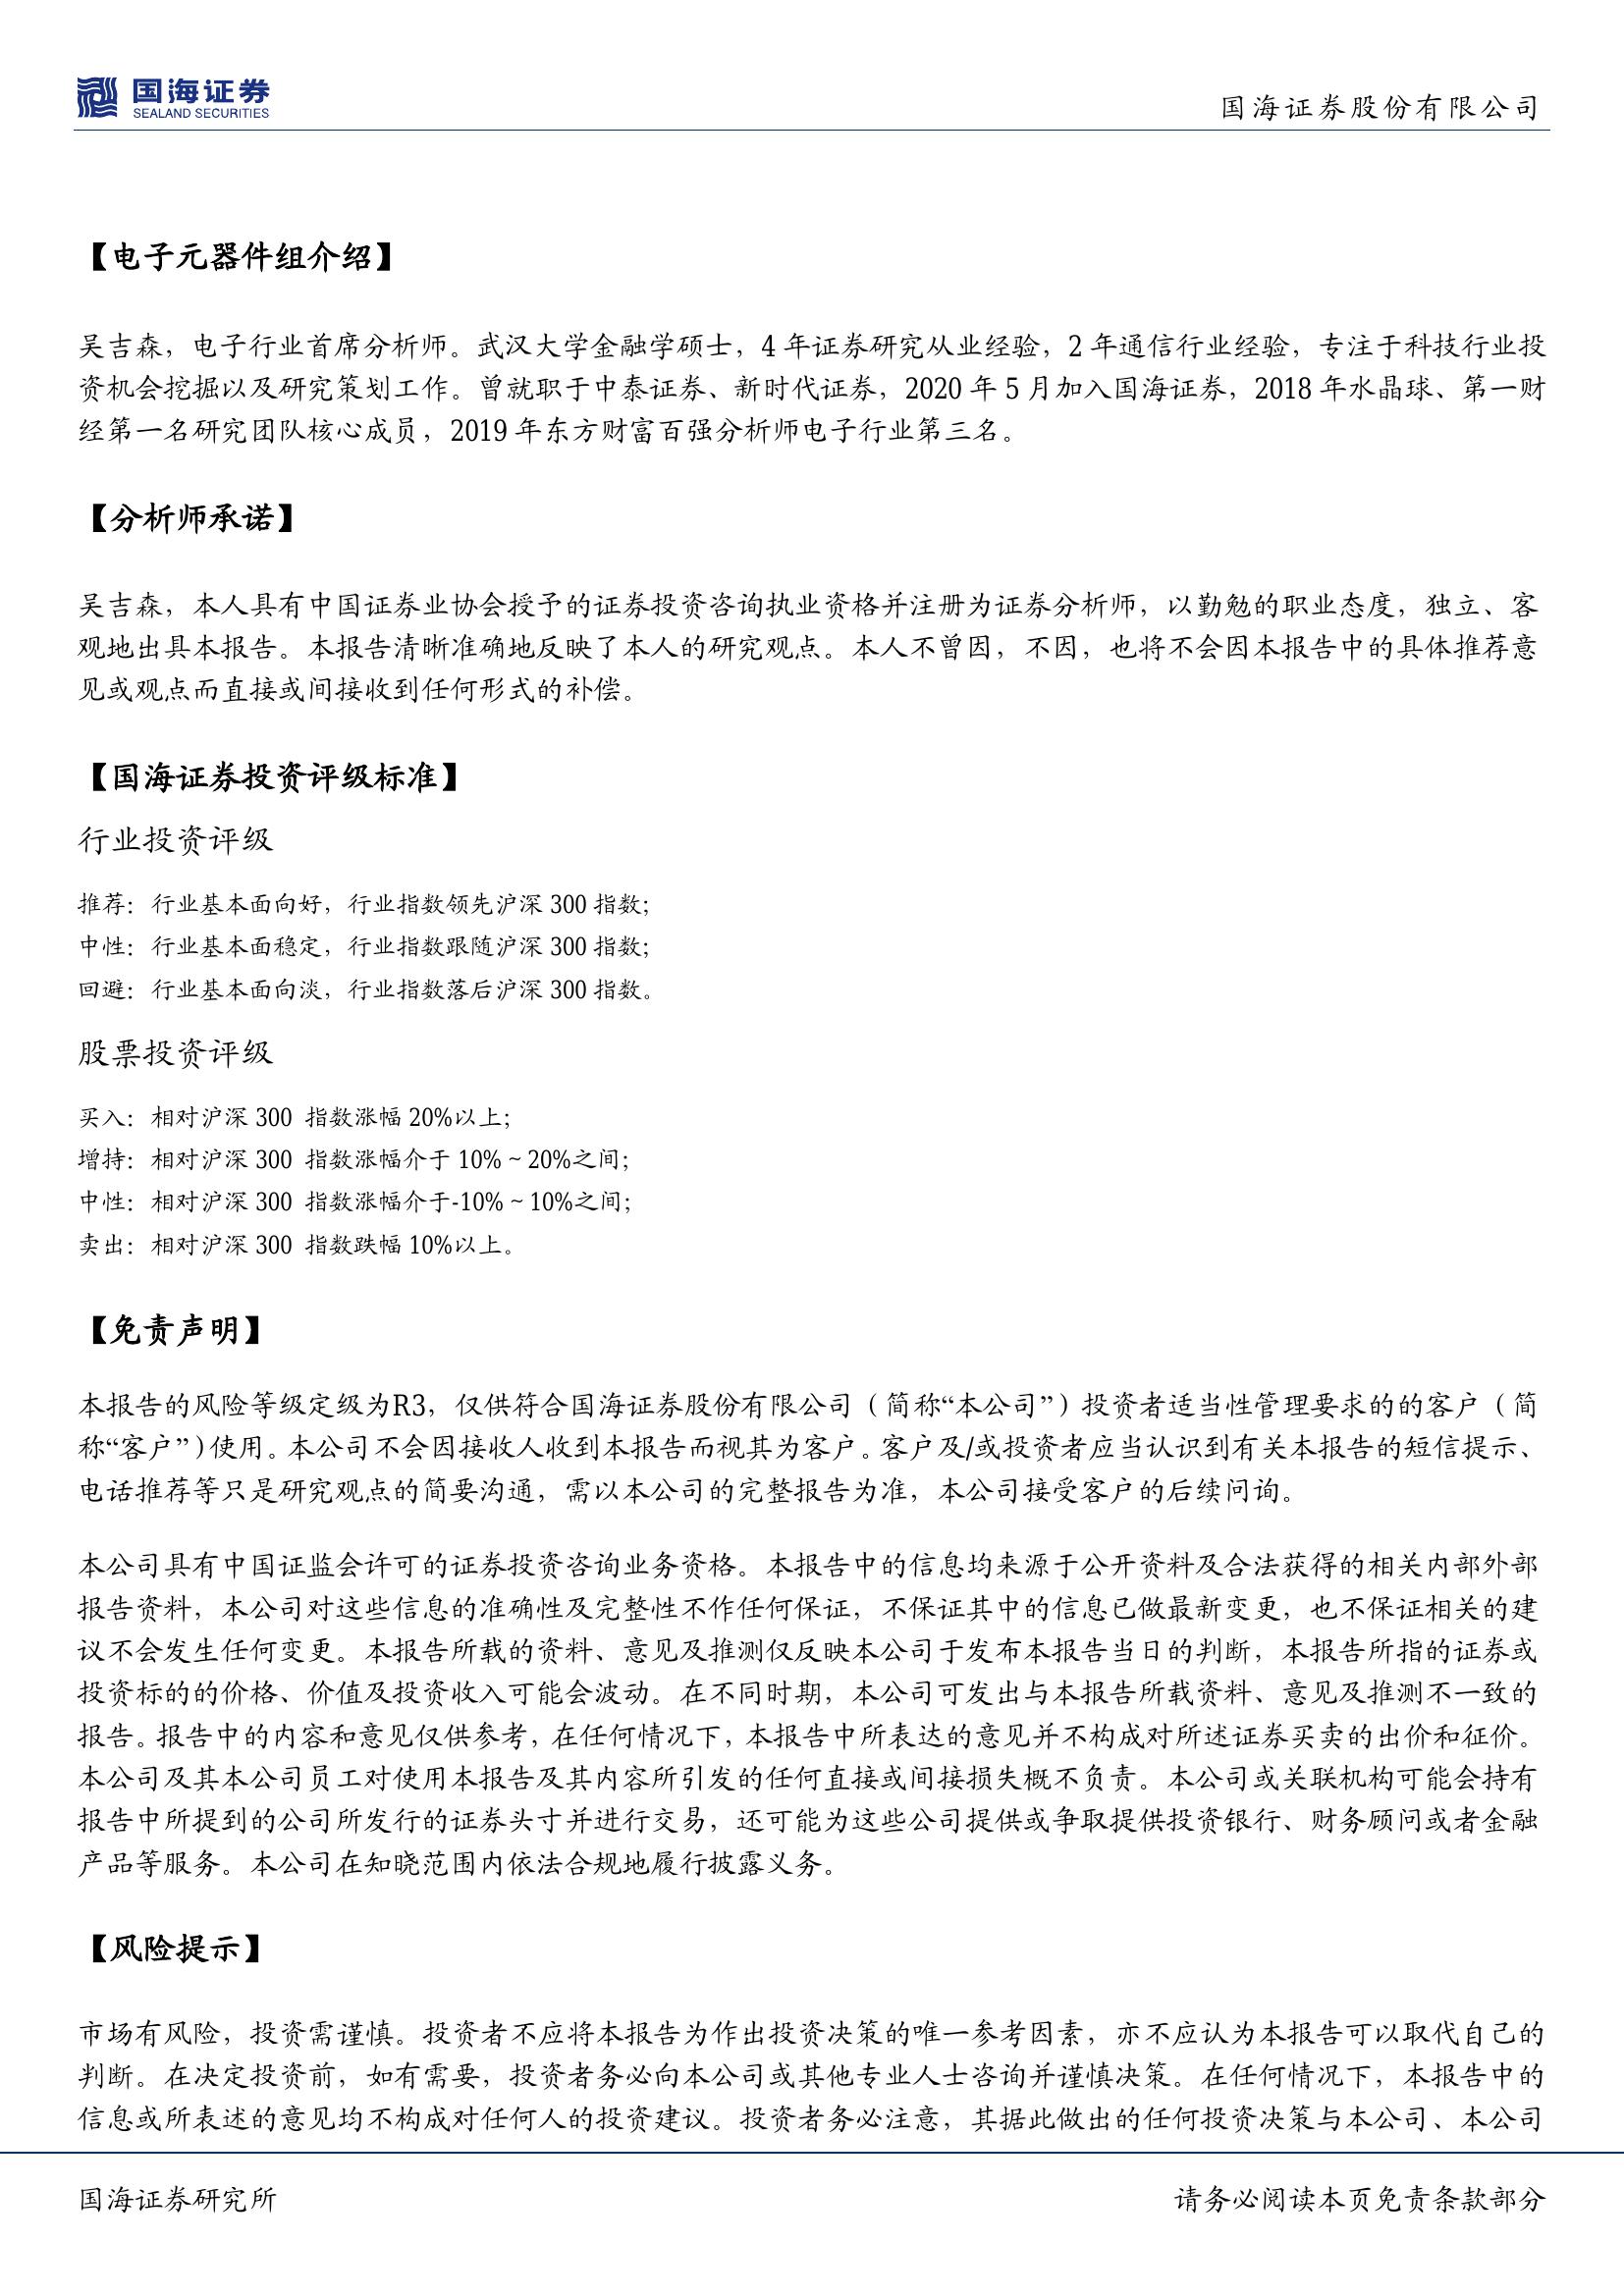 国海证券
SEALAND SECURITIES
国海证券股份有限公司
【电子元器件组介绍】
吴吉森，电子行业首席分析师。武汉大学金融学硕士，4 年证券研究从业经验，2 年通信行业经验，专注于科技行业投
资机会挖掘以及研究策划工作。曾就职于中泰证券、新时代证券，2020 年 5 月加入国海证券，2018 年水晶球、第一财
经第一名研究团队核心成员，2019 年东方财富百强分析师电子行业第三名。
【分析师承诺】
吴吉森，本人具有中国证券业协会授予的证券投资咨询执业资格并注册为证券分析师，以勤勉的职业态度，独立、客
观地出具本报告。本报告清晰准确地反映了本人的研究观点。本人不曾因，不因，也将不会因本报告中的具体推荐意
见或观点而直接或间接收到任何形式的补偿。
【国海证券投资评级标准】
行业投资评级
推荐：行业基本面向好，行业指数领先沪深 300 指数；
中性：行业基本面稳定，行业指数跟随沪深 300 指数；
回避：行业基本面向淡，行业指数落后沪深 300 指数。
股票投资评级
买入：相对沪深 300 指数涨幅 20%以上；
增持：相对沪深 300 指数涨幅介于 10%～20%之间；
中性：相对沪深 300 指数涨幅介于-10%～10%之间；
卖出：相对沪深 300 指数跌幅 10%以上。
【免责声明】
本报告的风险等级定级为R3，仅供符合国海证券股份有限公司（简称“本公司”）投资者适当性管理要求的的客户（简
称“客户”）使用。本公司不会因接收人收到本报告而视其为客户。客户及/或投资者应当认识到有关本报告的短信提示、
电话推荐等只是研究观点的简要沟通，需以本公司的完整报告为准，本公司接受客户的后续问询。
本公司具有中国证监会许可的证券投资咨询业务资格。本报告中的信息均来源于公开资料及合法获得的相关内部外部
报告资料，本公司对这些信息的准确性及完整性不作任何保证，不保证其中的信息已做最新变更，也不保证相关的建
议不会发生任何变更。本报告所载的资料、意见及推测仅反映本公司于发布本报告当日的判断，本报告所指的证券或
投资标的的价格、价值及投资收入可能会波动。在不同时期，本公司可发出与本报告所载资料、意见及推测不一致的
报告。报告中的内容和意见仅供参考，在任何情况下，本报告中所表达的意见并不构成对所述证券买卖的出价和征价。
本公司及其本公司员工对使用本报告及其内容所引发的任何直接或间接损失概不负责。本公司或关联机构可能会持有
报告中所提到的公司所发行的证券头寸并进行交易，还可能为这些公司提供或争取提供投资银行、财务顾问或者金融
产品等服务。本公司在知晓范围内依法合规地履行披露义务。
【风险提示】
市场有风险，投资需谨慎。投资者不应将本报告为作出投资决策的唯一参考因素，亦不应认为本报告可以取代自己的
判断。在决定投资前，如有需要，投资者务必向本公司或其他专业人士咨询并谨慎决策。在任何情况下，本报告中的
信息或所表述的意见均不构成对任何人的投资建议。投资者务必注意，其据此做出的任何投资决策与本公司、本公司
国海证券研究所
请务必阅读本页免责条款部分